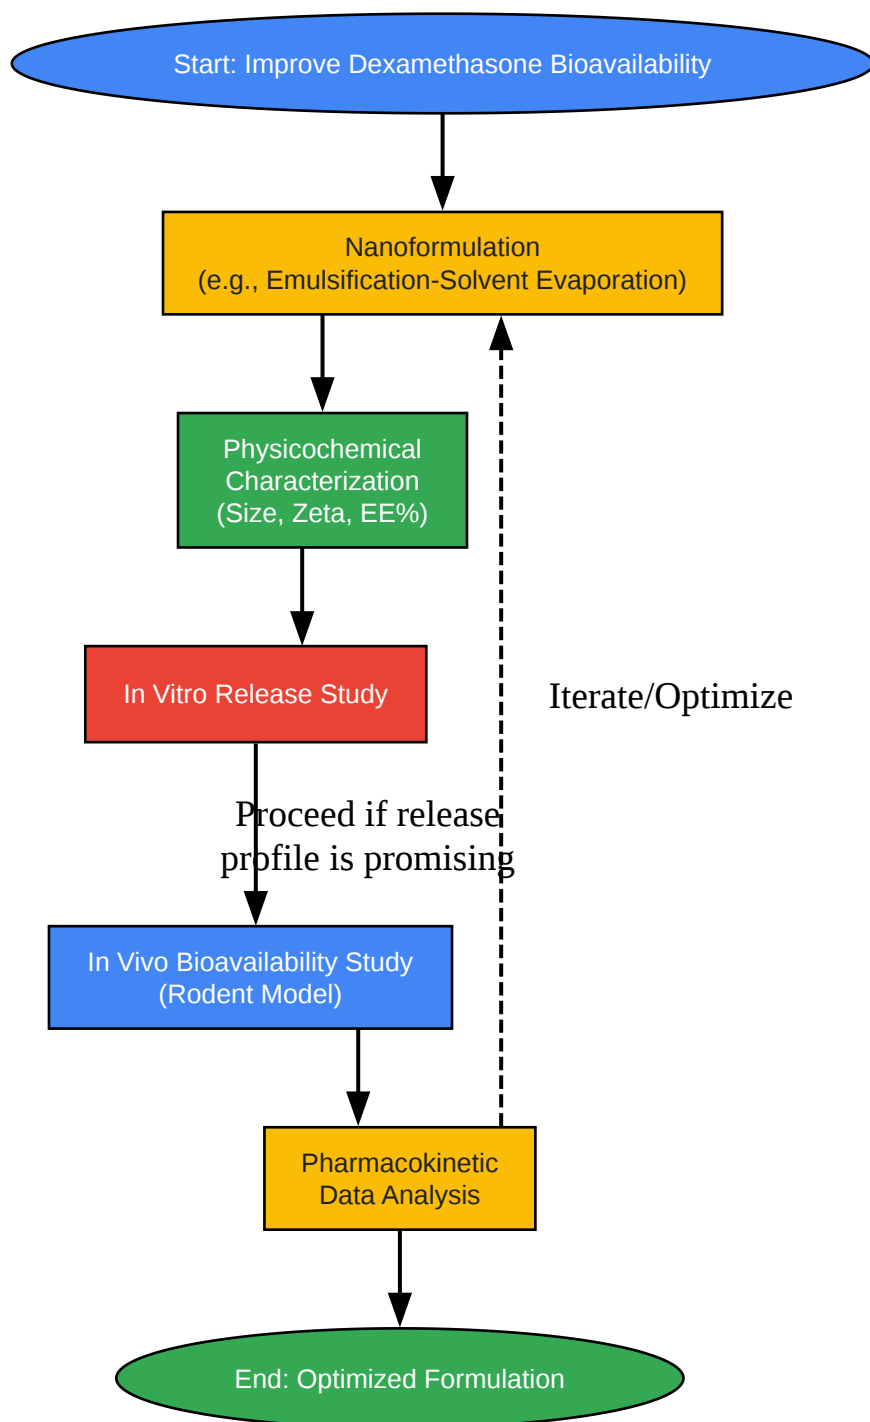 Start: Improve Dexamethasone Bioavailability
Nanoformulation
(e.g., Emulsification-Solvent Evaporation)
Physicochemical
Characterization
(Size, Zeta, EE%)
In Vitro Release Study
Iterate/Optimize
Proceed if release
profile is promising
In Vivo Bioavailability Study
(Rodent Model)
Pharmacokinetic
Data Analysis
End: Optimized Formulation